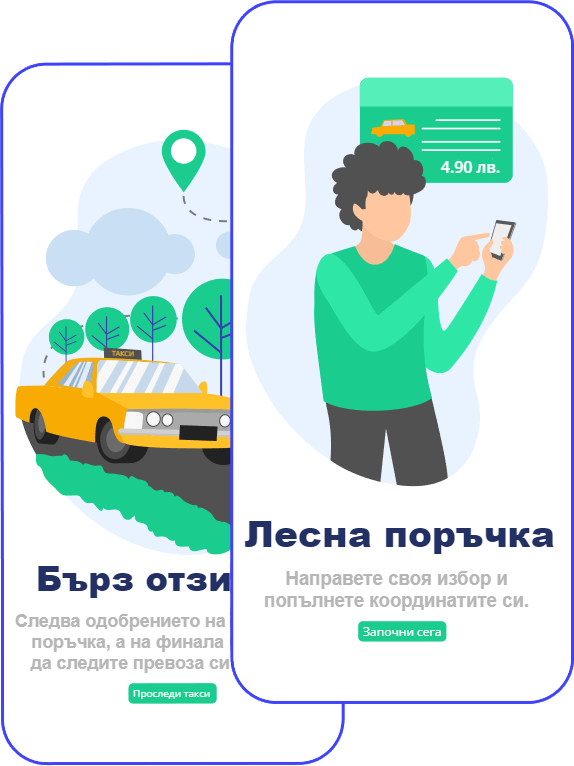 4.90 лв.
Лесна поръчка
Направете своя избор и
попълнете координатите си.
Започни сега
ТАКСИ
Бърз
Следва одобрението на
поръчка, а на финала
да следите превоза си
Проследи такси